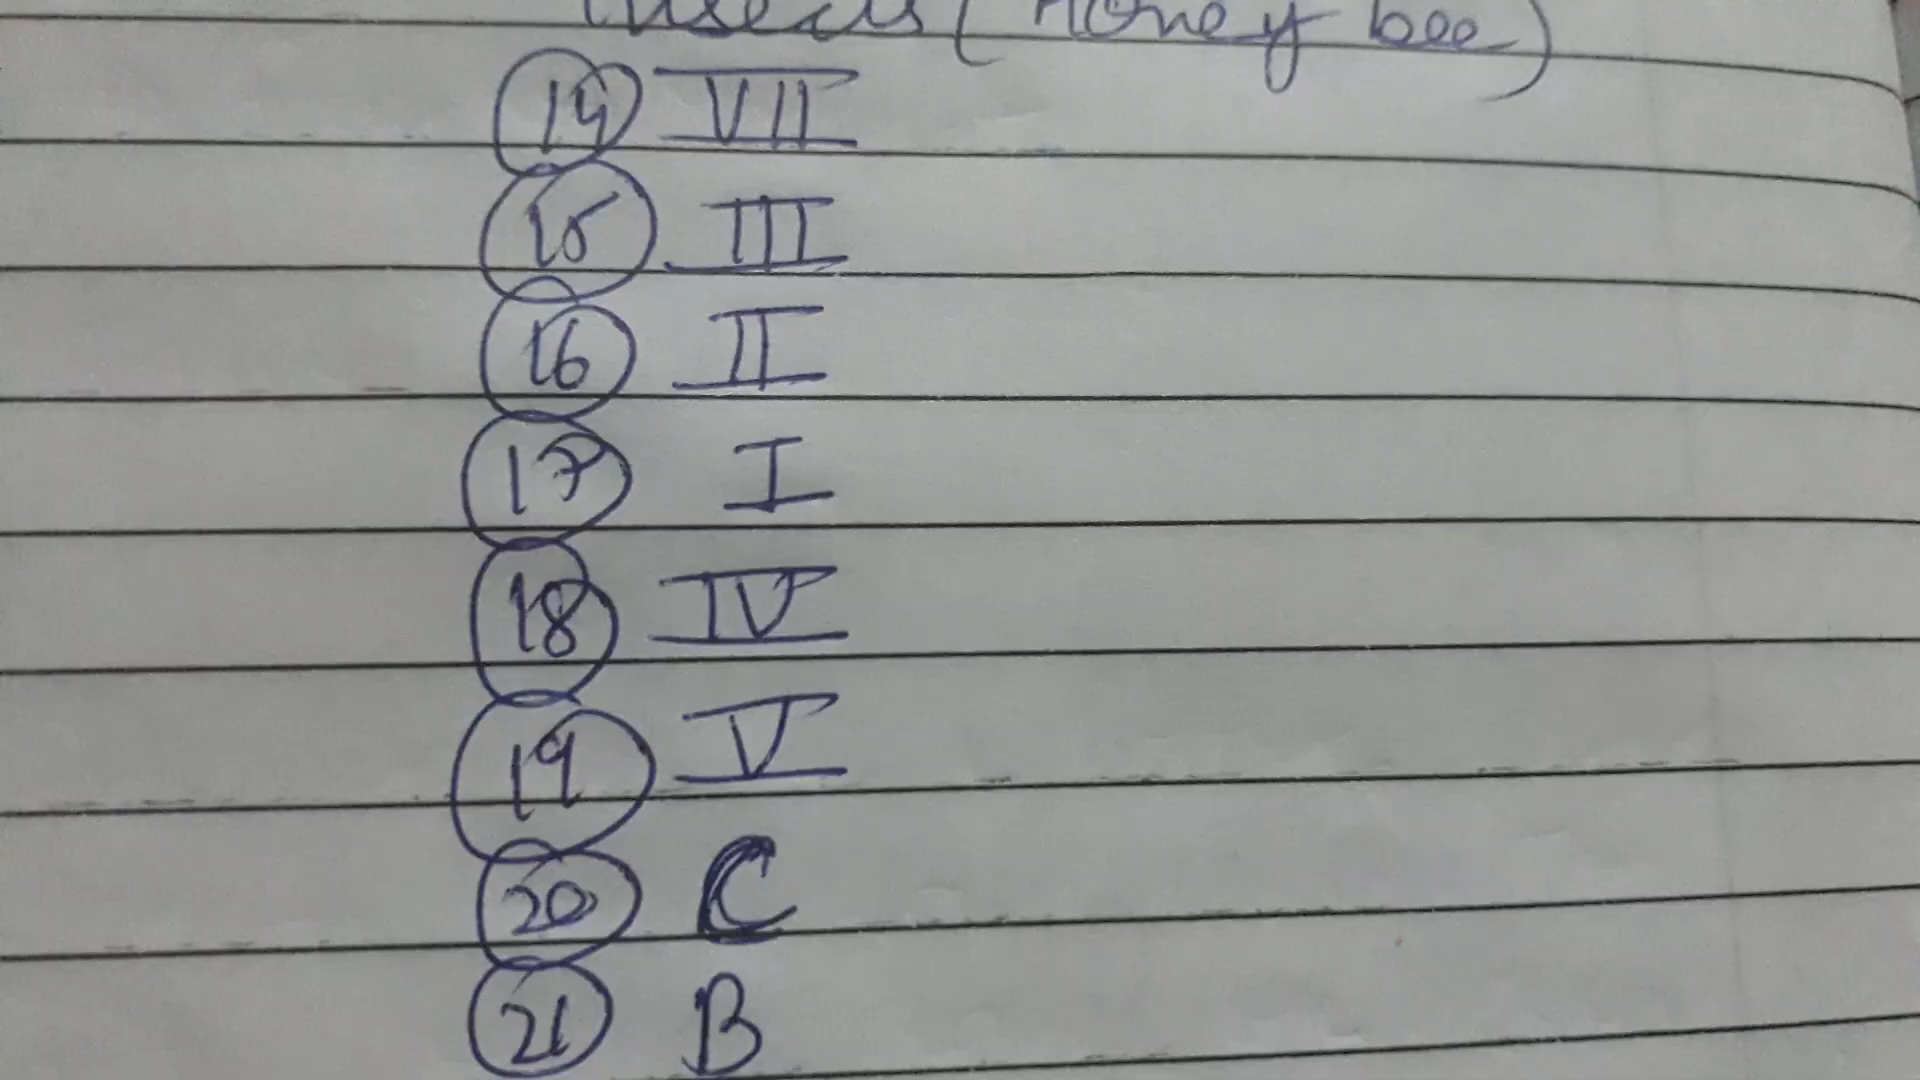 Insects (Honey bee)
14 VII
15 III
16 II
17 I
18 IV
19 V
20 C
21 B